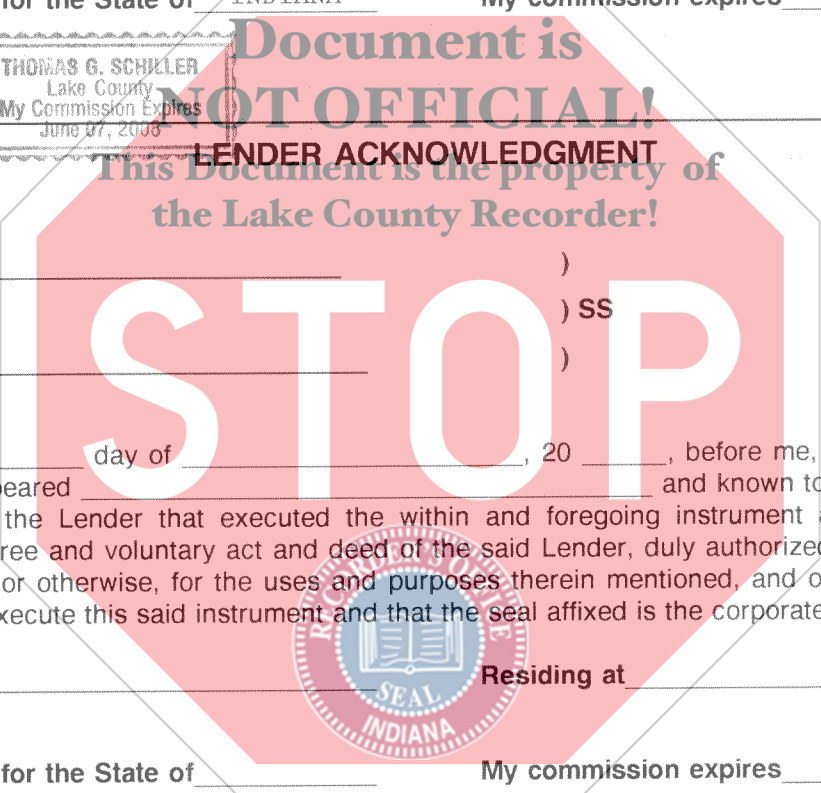 for the State of INDIANA My commission expires
Document is
THOMAS G. SCHILLER
Lake County
My Commission Expires
June 07, 2008
NOT OFFICIAL!
LENDER ACKNOWLEDGMENT
This Document is the property of
the Lake County Recorder!
)
) SS
)
STOP
day of , 20 , before me,
peared and known to
the Lender that executed the within and foregoing instrument a
ree and voluntary act and deed of the said Lender, duly authorized
or otherwise, for the uses and purposes therein mentioned, and o
xecute this said instrument and that the seal affixed is the corporate
RECORDER'S OFFICE
SEAL
INDIANA
Residing at
for the State of My commission expires